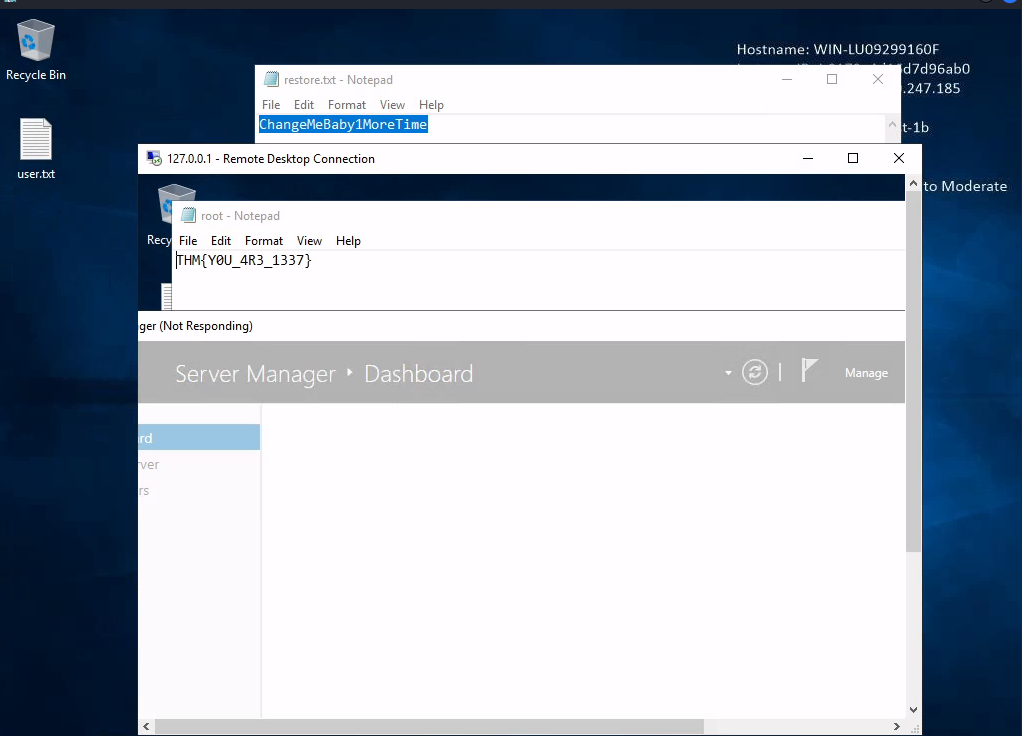 Recycle Bin
user.txt
Hostname: WIN-LU09299160F
d7d96ab0
.247.185
t-1b
to Moderate
restore.txt - Notepad
File Edit Format View Help
ChangeMeBaby1MoreTime
127.0.0.1 - Remote Desktop Connection
Recy
root - Notepad
File Edit Format View Help
THM{Y0U_4R3_1337}
ger (Not Responding)
Server Manager Dashboard
Manage
rd
ver
rs